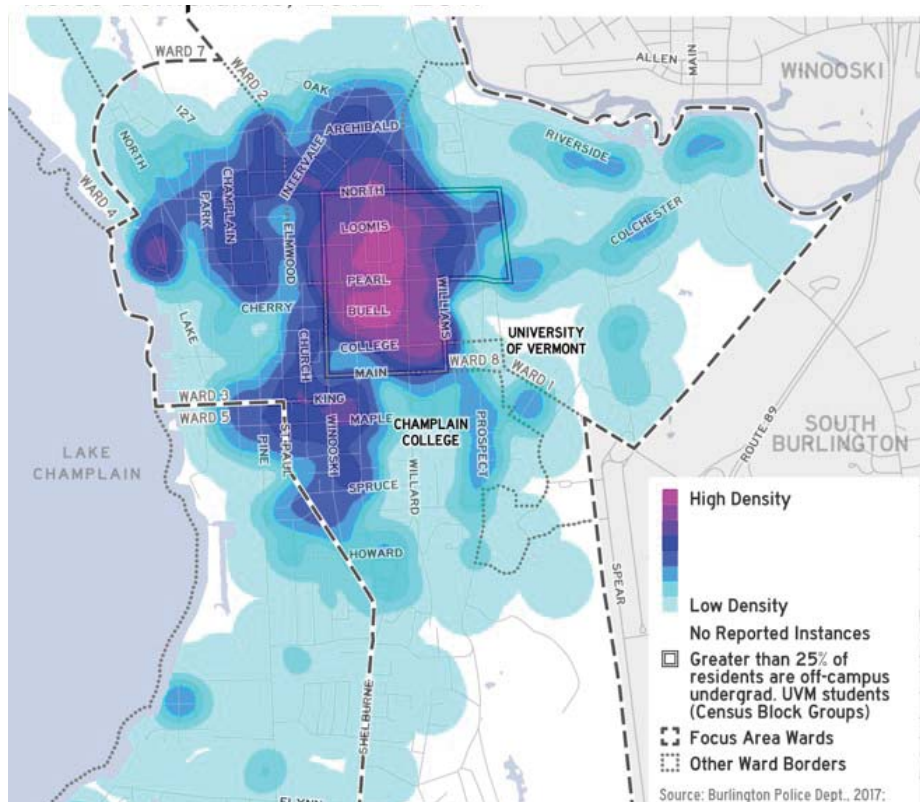 WARD 7
ALLEN
MAIN
WINOOSKI
WARD 2
OAK
127
NORTH
ARCHIBALD
INTERVALE
RIVERSIDE
PARK
CHAMPLAIN
NORTH
WARD 4
ELMWOOD
LOOMIS
COLCHESTER
PEARL
CHERRY
BUELL
WILLIAMS
LAKE
CHURCH
COLLEGE
UNIVERSITY
OF VERMONT
MAIN
WARD 8
WARD 1
WARD 3
WARD 5
KING
MAPLE
CHAMPLAIN
COLLEGE
PROSPECT
SOUTH
BURLINGTON
ROUTE 89
LAKE
CHAMPLAIN
PINE
ST. PAUL
WINOOSKI
WILLARD
SPRUCE
HOWARD
SPEAR
SHELBURNE
High Density
Low Density
No Reported Instances
Greater than 25% of
residents are off-campus
undergrad. UVM students
(Census Block Groups)
Focus Area Wards
Other Ward Borders
Source: Burlington Police Dept., 2017;